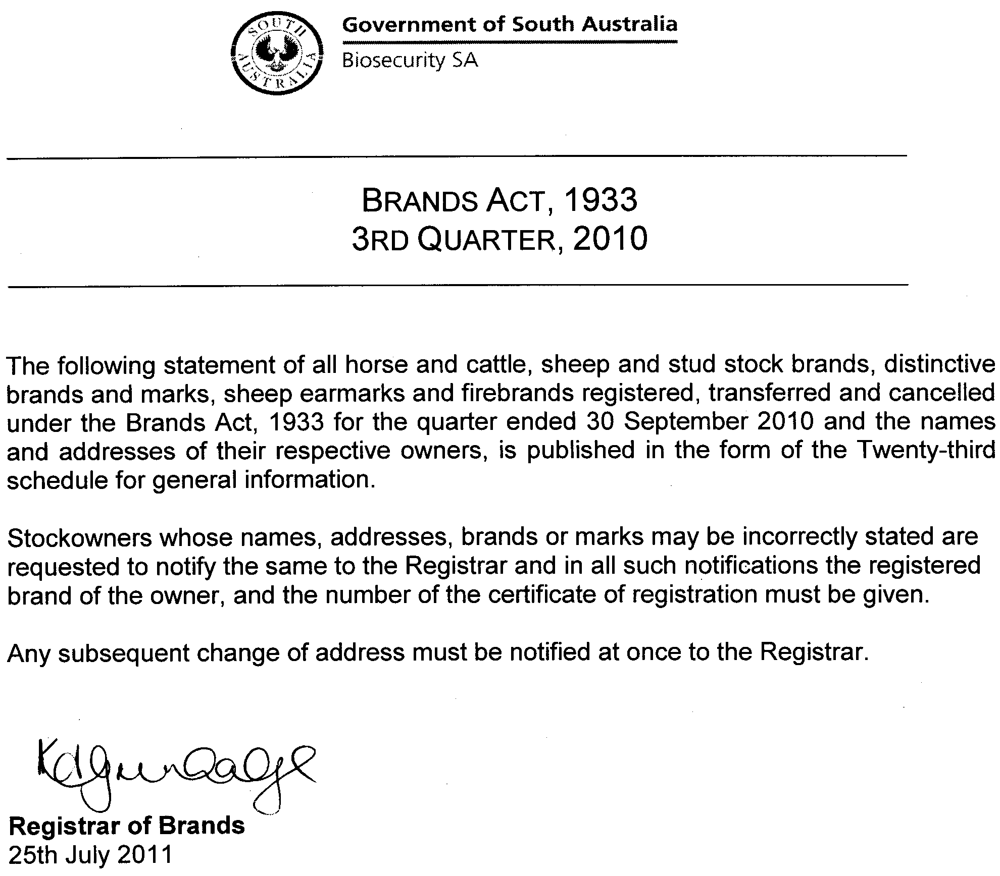 SOUTH AUSTRALIA
Government of South Australia
Biosecurity SA
BRANDS ACT, 1933
3RD QUARTER, 2010
The following statement of all horse and cattle, sheep and stud stock brands, distinctive
brands and marks, sheep earmarks and firebrands registered, transferred and cancelled
under the Brands Act, 1933 for the quarter ended 30 September 2010 and the names
and addresses of their respective owners, is published in the form of the Twenty-third
schedule for general information.
Stockowners whose names, addresses, brands or marks may be incorrectly stated are
requested to notify the same to the Registrar and in all such notifications the registered
brand of the owner, and the number of the certificate of registration must be given.
Any subsequent change of address must be notified at once to the Registrar.
Registrar of Brands
25th July 2011